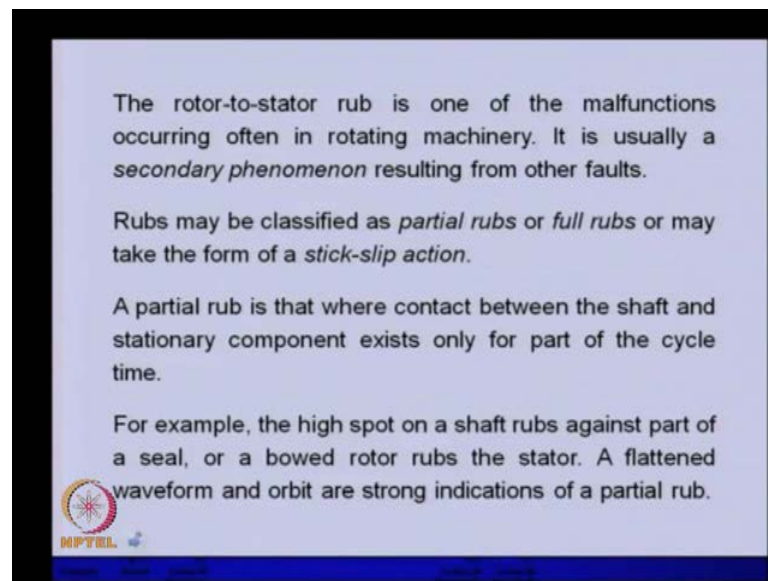 The rotor-to-stator rub is one of the malfunctions
occurring often in rotating machinery. It is usually a
secondary phenomenon resulting from other faults.
Rubs may be classified as partial rubs or full rubs or may
take the form of a stick-slip action.
A partial rub is that where contact between the shaft and
stationary component exists only for part of the cycle
time.
For example, the high spot on a shaft rubs against part of
a seal, or a bowed rotor rubs the stator. A flattened
waveform and orbit are strong indications of a partial rub.
NPTEL